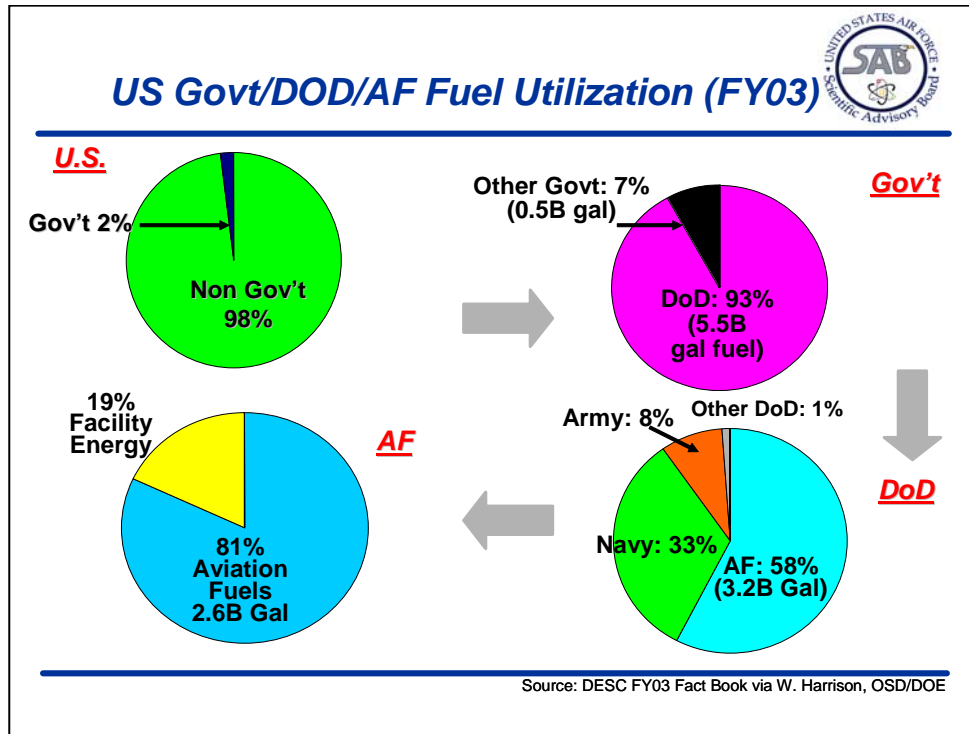 US Govt/DOD/AF Fuel Utilization (FY03)
• UNITED STATES AIR FORCE •
SAB
Scientific Advisory Board
U.S.
Gov't 2%
Non Gov't
98%
Other Govt: 7%
(0.5B gal)
Gov't
DoD: 93%
(5.5B
gal fuel)
19%
Facility
Energy
AF
81%
Aviation
Fuels
2.6B Gal
Other DoD: 1%
Army: 8%
DoD
Navy: 33%
AF: 58%
(3.2B Gal)
Source: DESC FY03 Fact Book via W. Harrison, OSD/DOE